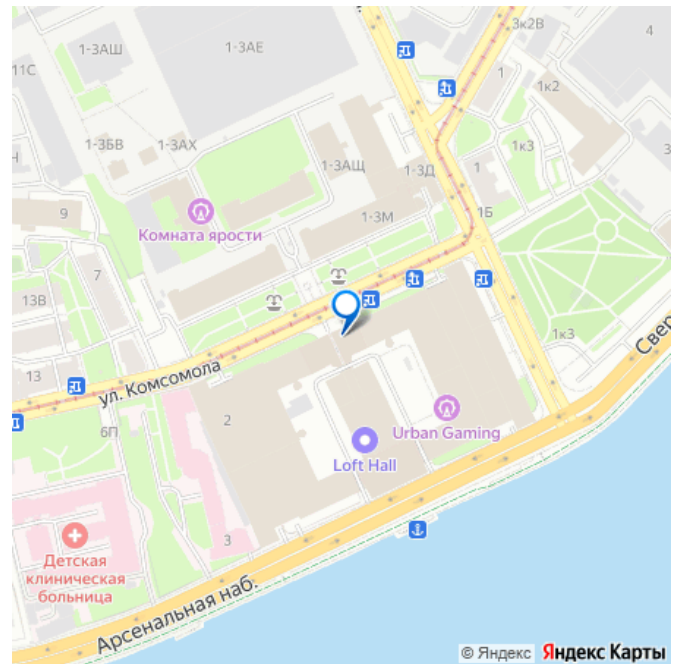 3к2В
4
1-3АШ
1-3АЕ
11С
1
1к2
1-3БВ
1-3АХ
1к3
1-3АЩ
1-3Д
1
9
1-3М
1Б
Комната ярости
7
13В
1к3
Свер
13
ул. Комсомола
2
6П
Urban Gaming
Loft Hall
3
Детская
клиническая
больница
Арсенальная наб.
© Яндекс Яндекс Карты